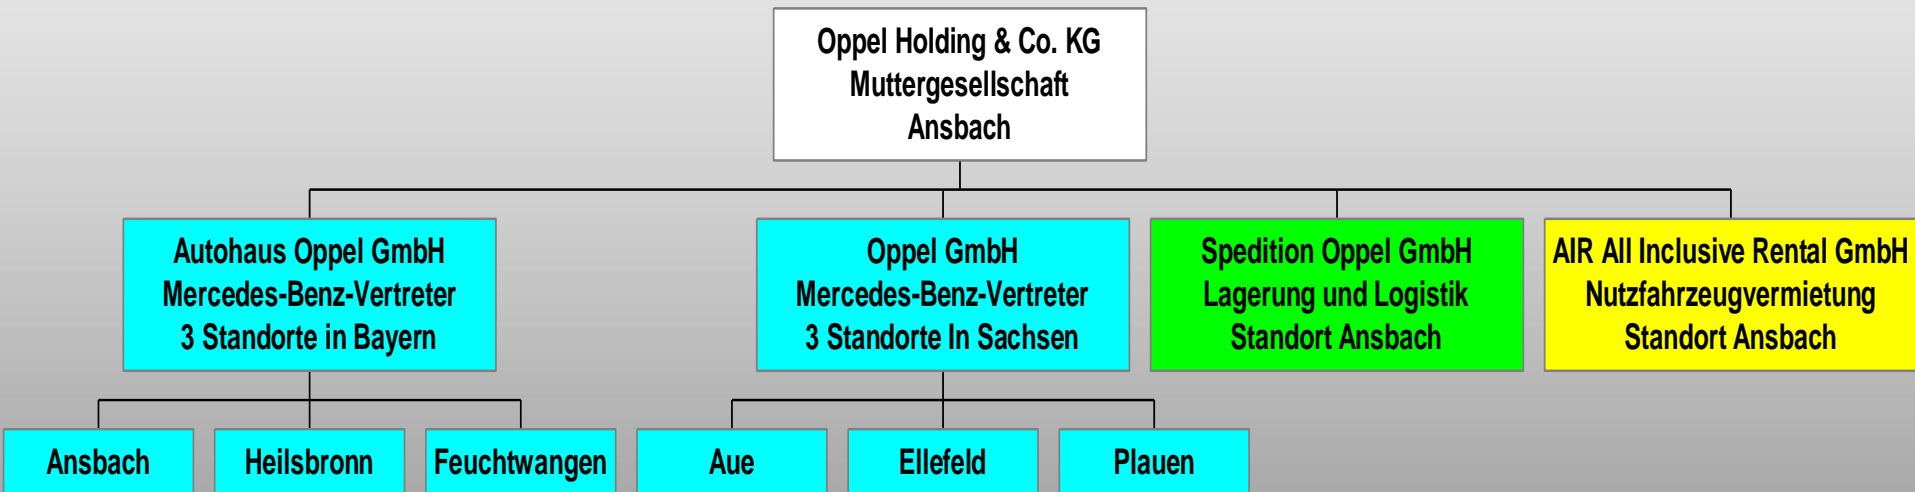 Oppel Holding & Co. KG
Muttergesellschaft
Ansbach
Autohaus Oppel GmbH
Mercedes-Benz-Vertreter
3 Standorte in Bayern
Oppel GmbH
Mercedes-Benz-Vertreter
3 Standorte In Sachsen
Spedition Oppel GmbH
Lagerung und Logistik
Standort Ansbach
AIR All Inclusive Rental GmbH
Nutzfahrzeugvermietung
Standort Ansbach
Ansbach
Heilsbronn
Feuchtwangen
Aue
Ellefeld
Plauen